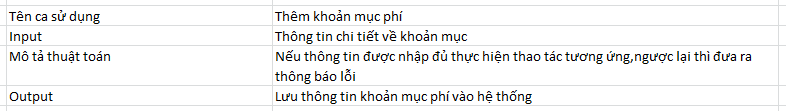 Tên ca sử dụng Thêm khoản mục phí
Input Thông tin chi tiết về khoản mục
Mô tả thuật toán Nếu thông tin được nhập đủ thực hiện thao tác tương ứng,ngược lại thì đưa ra
thông báo lỗi
Output Lưu thông tin khoản mục phí vào hệ thống